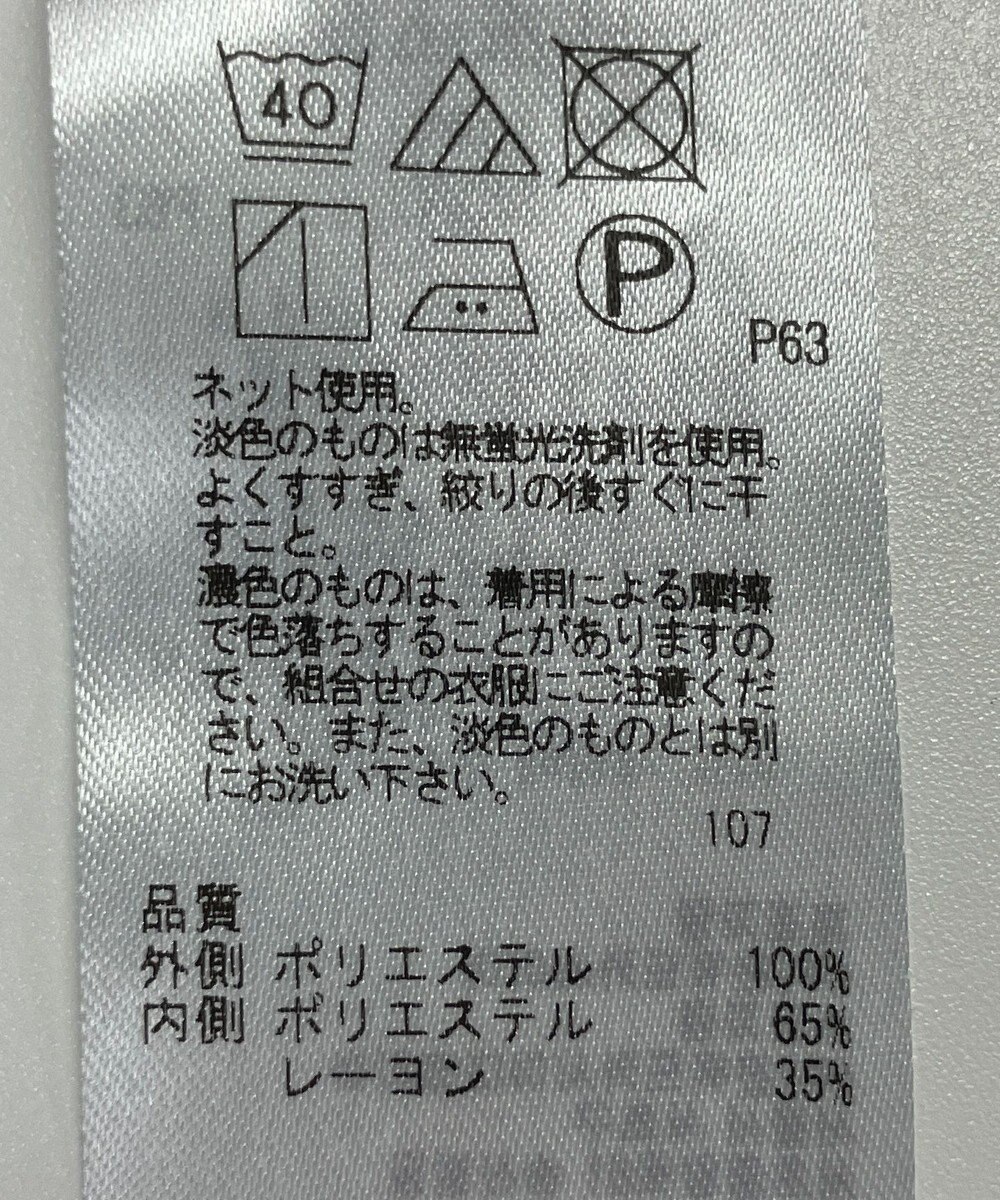 40
P
P63
ネット使用。
淡色のものは無蛍光洗剤を使用。
よくすすぎ、絞りの後すぐに干
すこと。
濃色のものは、着用による摩擦
で色落ちすることがありますの
で、組合せの衣服にご注意くだ
さい。また、淡色のものとは別
にお洗い下さい。
107
品質
外側 ポリエステル 100%
内側 ポリエステル 65%
レーヨン 35%